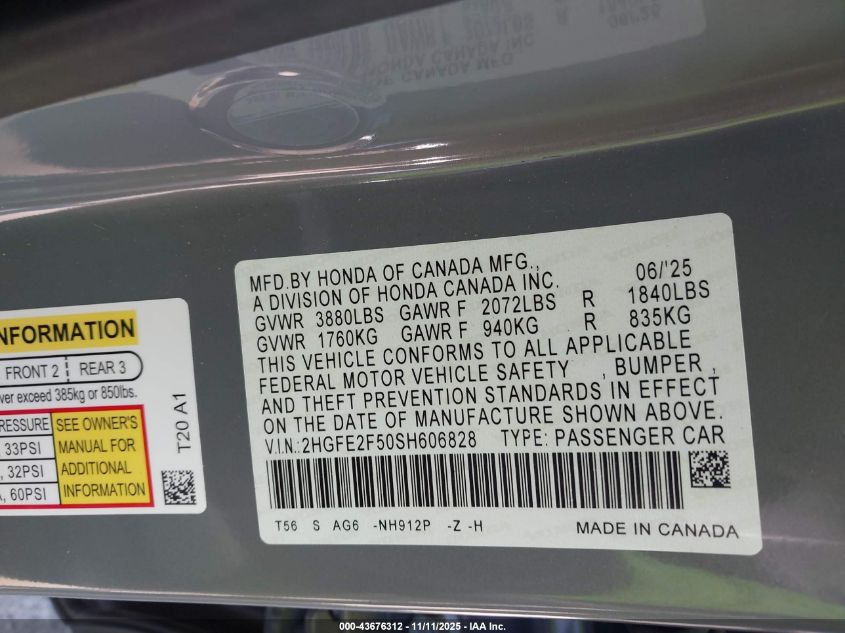 MFD.BY HONDA OF CANADA MFG., 06/'25
A DIVISION OF HONDA CANADA INC.
GVWR 3880LBS GAWR F 2072LBS R 1840LBS
GVWR 1760KG GAWR F 940KG R 835KG
THIS VEHICLE CONFORMS TO ALL APPLICABLE
FEDERAL MOTOR VEHICLE SAFETY , BUMPER ,
AND THEFT PREVENTION STANDARDS IN EFFECT
ON THE DATE OF MANUFACTURE SHOWN ABOVE.
V.I.N.:2HGFE2F50SH606828 TYPE: PASSENGER CAR
T56 S AG6 -NH912P -Z -H MADE IN CANADA
INFORMATION
FRONT 2 REAR 3
exceed 385kg or 850lbs.
PRESSURE SEE OWNER'S
33PSI MANUAL FOR
32PSI ADDITIONAL
60PSI INFORMATION
T20 A1
000-43676312 - 11/11/2025 - IAA Inc.